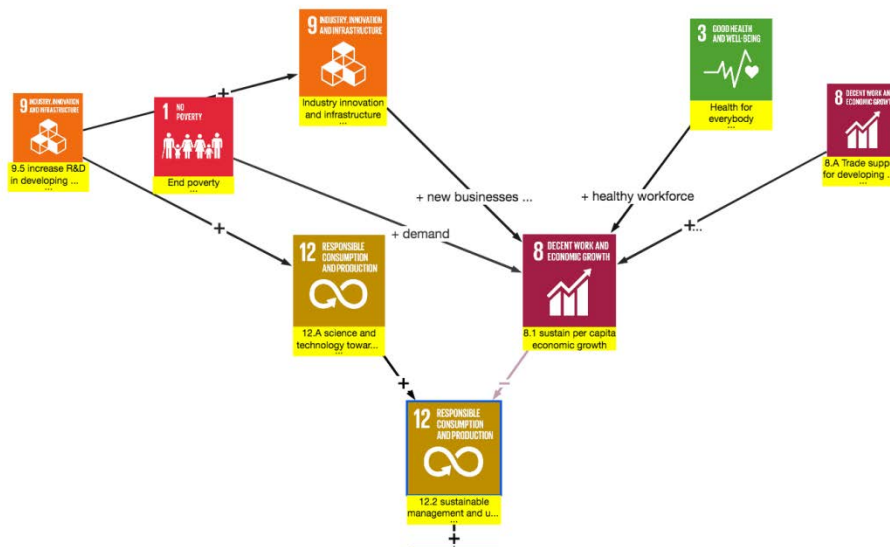 9 INDUSTRY, INNOVATION
AND INFRASTRUCTURE
Industry innovation
and infrastructure
...
3 GOOD HEALTH
AND WELL-BEING
Health for
everybody
...
9 INDUSTRY, INNOVATION
AND INFRASTRUCTURE
9.5 increase R&D
in developing ...
...
1 NO
POVERTY
End poverty
...
8 DECENT WORK AND
ECONOMIC GROWTH
8.A Trade supp
for developing ...
...
+
+ new businesses ...
+ healthy workforce
+
+ demand
+...
12 RESPONSIBLE
CONSUMPTION
AND PRODUCTION
12.A science and
technology towar...
...
8 DECENT WORK AND
ECONOMIC GROWTH
8.1 sustain per capita
economic growth
+
−
12 RESPONSIBLE
CONSUMPTION
AND PRODUCTION
12.2 sustainable
management and u...
...
+